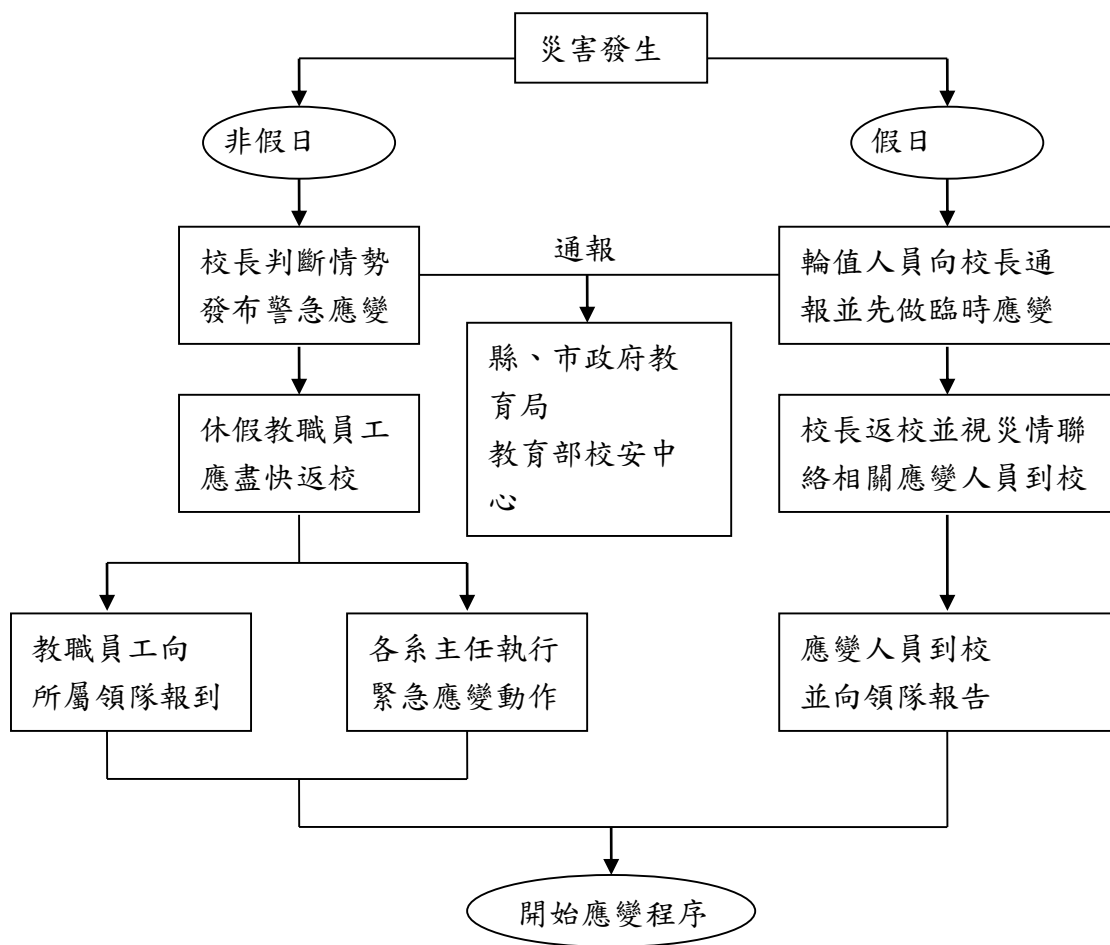 災害發生
非假日
假日
校長判斷情勢
發布警急應變
通報
輪值人員向校長通
報並先做臨時應變
縣、市政府教
育局
教育部校安中
心
休假教職員工
應盡快返校
校長返校並視災情聯
絡相關應變人員到校
教職員工向
所屬領隊報到
各系主任執行
緊急應變動作
應變人員到校
並向領隊報告
開始應變程序